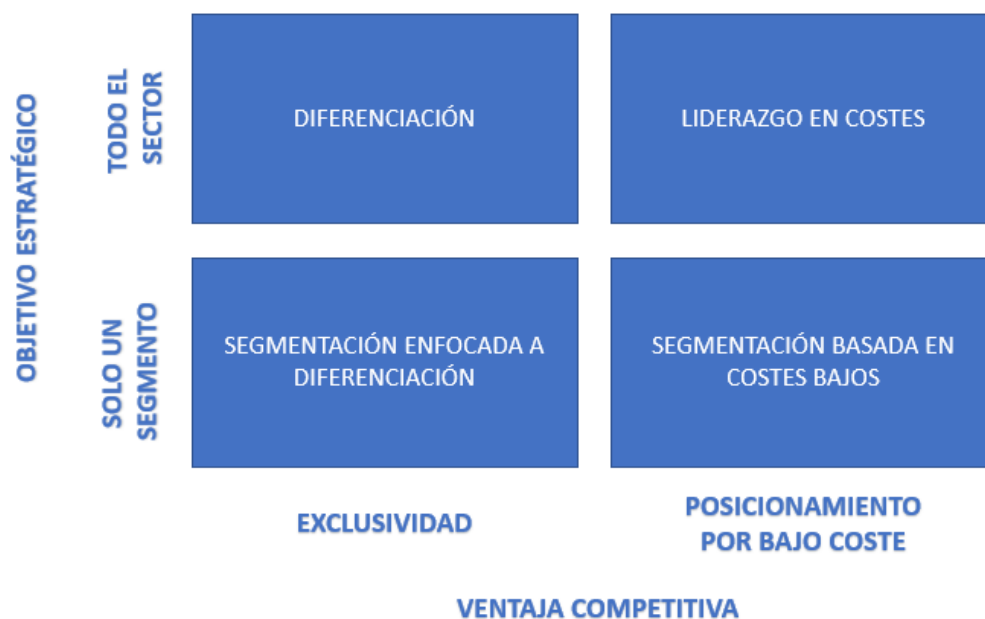 OBJETIVO ESTRATÉGICO
TODO EL
SECTOR
DIFERENCIACIÓN
LIDERAZGO EN COSTES
SOLO UN
SEGMENTO
SEGMENTACIÓN ENFOCADA A
DIFERENCIACIÓN
SEGMENTACIÓN BASADA EN
COSTES BAJOS
EXCLUSIVIDAD
POSICIONAMIENTO
POR BAJO COSTE
VENTAJA COMPETITIVA